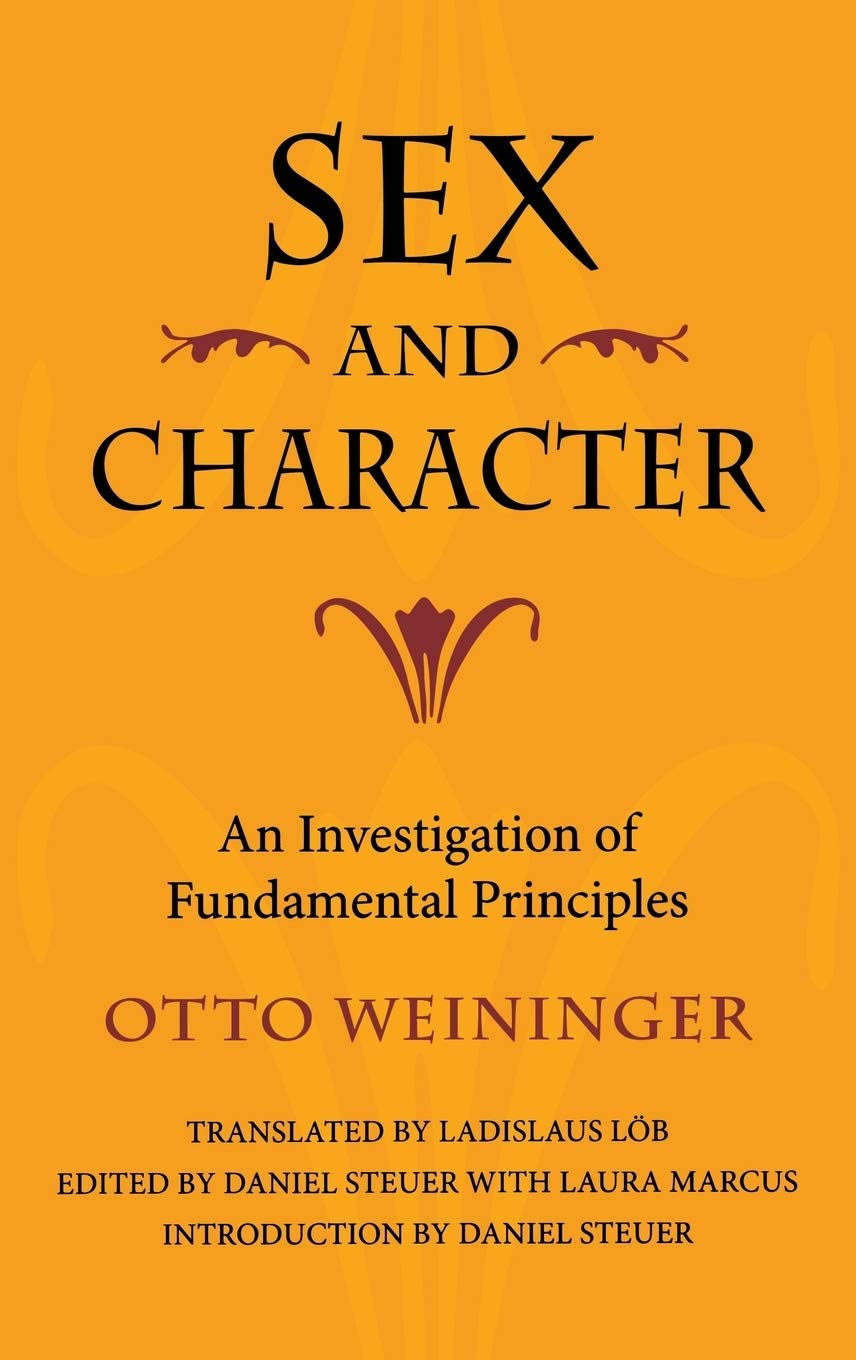 SEX
AND
CHARACTER
An Investigation of
Fundamental Principles
OTTO WEININGER
TRANSLATED BY LADISLAUS LÖB
EDITED BY DANIEL STEUER WITH LAURA MARCUS
INTRODUCTION BY DANIEL STEUER